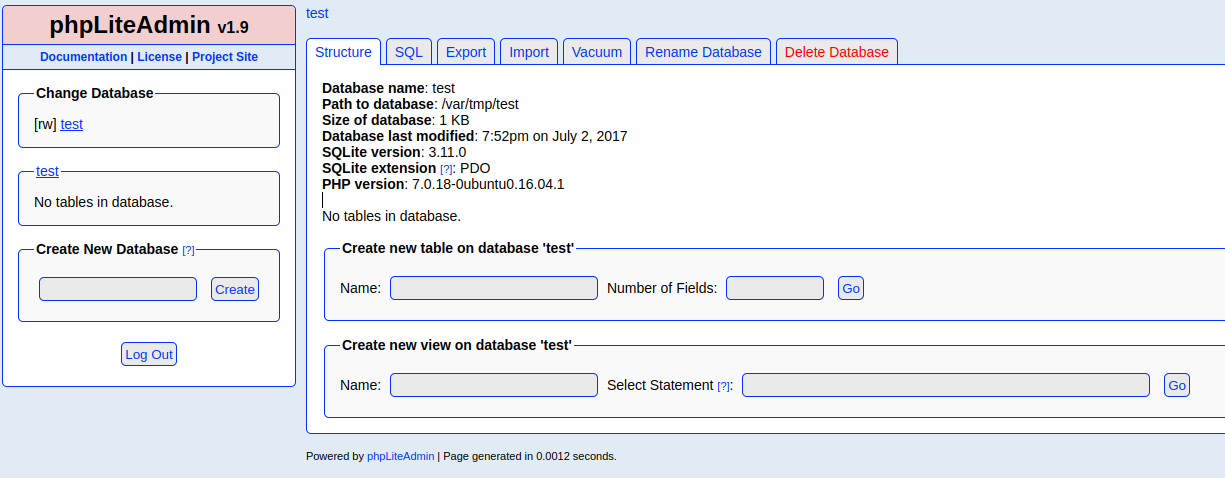 phpLiteAdmin v1.9
Documentation | License | Project Site
Change Database
[rw] test
test
No tables in database.
Create New Database [?]
Create
Log Out
test
Structure SQL Export Import Vacuum Rename Database Delete Database
Database name: test
Path to database: /var/tmp/test
Size of database: 1 KB
Database last modified: 7:52pm on July 2, 2017
SQLite version: 3.11.0
SQLite extension [?]: PDO
PHP version: 7.0.18-0ubuntu0.16.04.1
No tables in database.
Create new table on database 'test'
Name: Number of Fields: Go
Create new view on database 'test'
Name: Select Statement [?]: Go
Powered by phpLiteAdmin | Page generated in 0.0012 seconds.